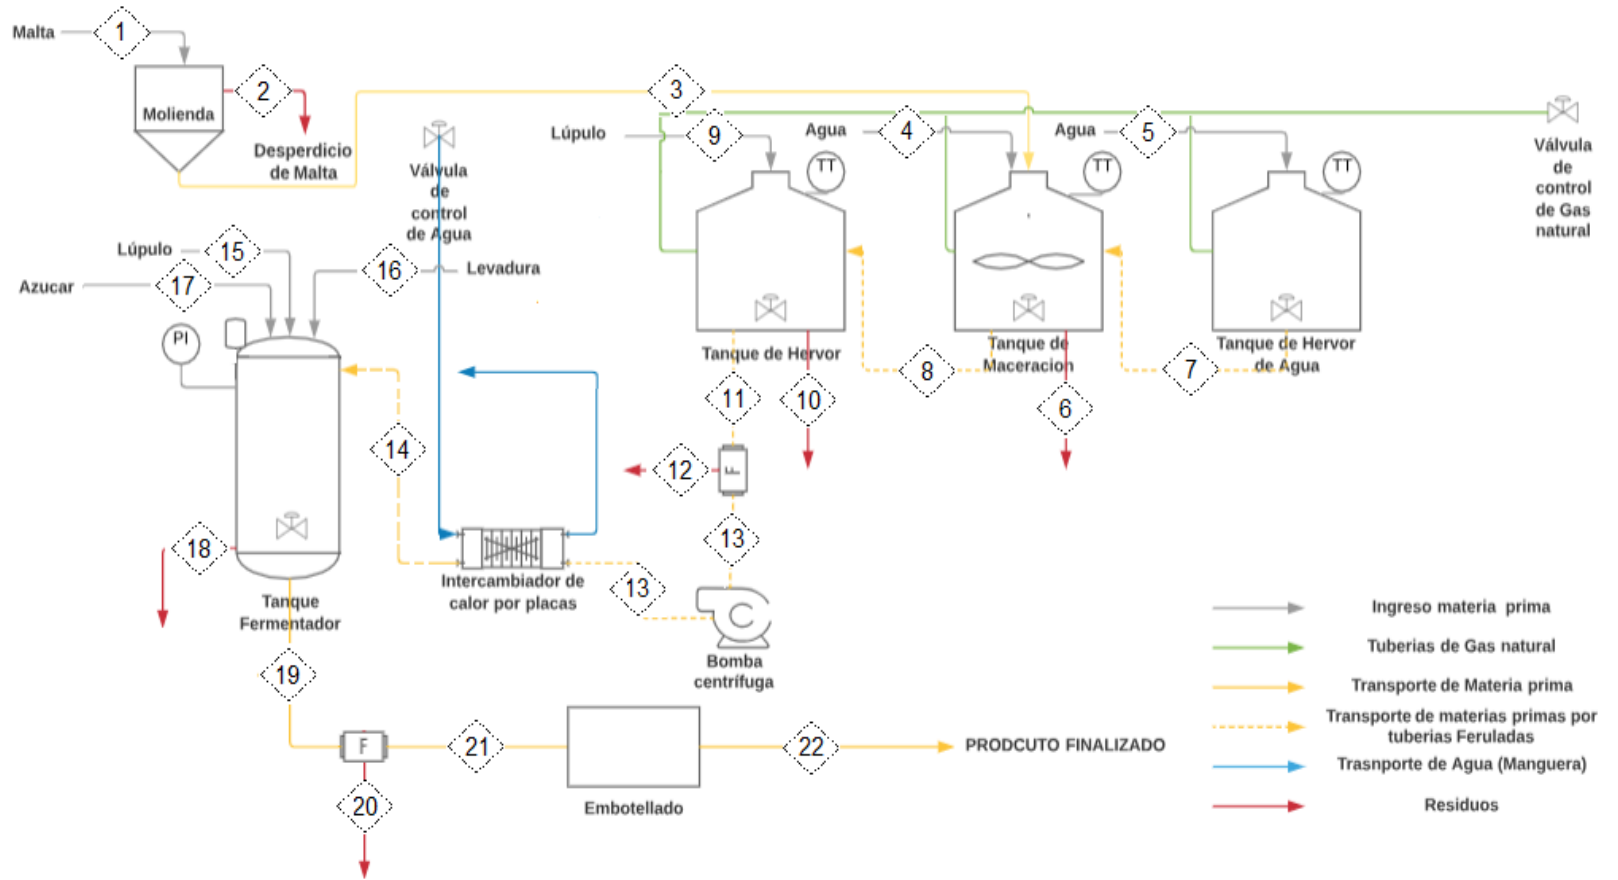 Malta
1
Molienda
2
Desperdicio
de Malta
3
Lúpulo
9
Agua
4
Agua
5
TT
TT
TT
Válvula
de
control
de Gas
natural
Válvula
de
control
de Agua
Lúpulo
15
16
Levadura
Azucar
17
PI
Tanque de Hervor
Tanque de
Maceracion
Tanque de Hervor
de Agua
8
7
11
10
6
14
12
F
13
18
Intercambiador de
calor por placas
13
C
Tanque
Fermentador
Bomba
centrífuga
19
F
21
22
PRODCUTO FINALIZADO
20
Embotellado
Ingreso materia prima
Tuberias de Gas natural
Transporte de Materia prima
Transporte de materias primas por
tuberias Feruladas
Trasnporte de Agua (Manguera)
Residuos